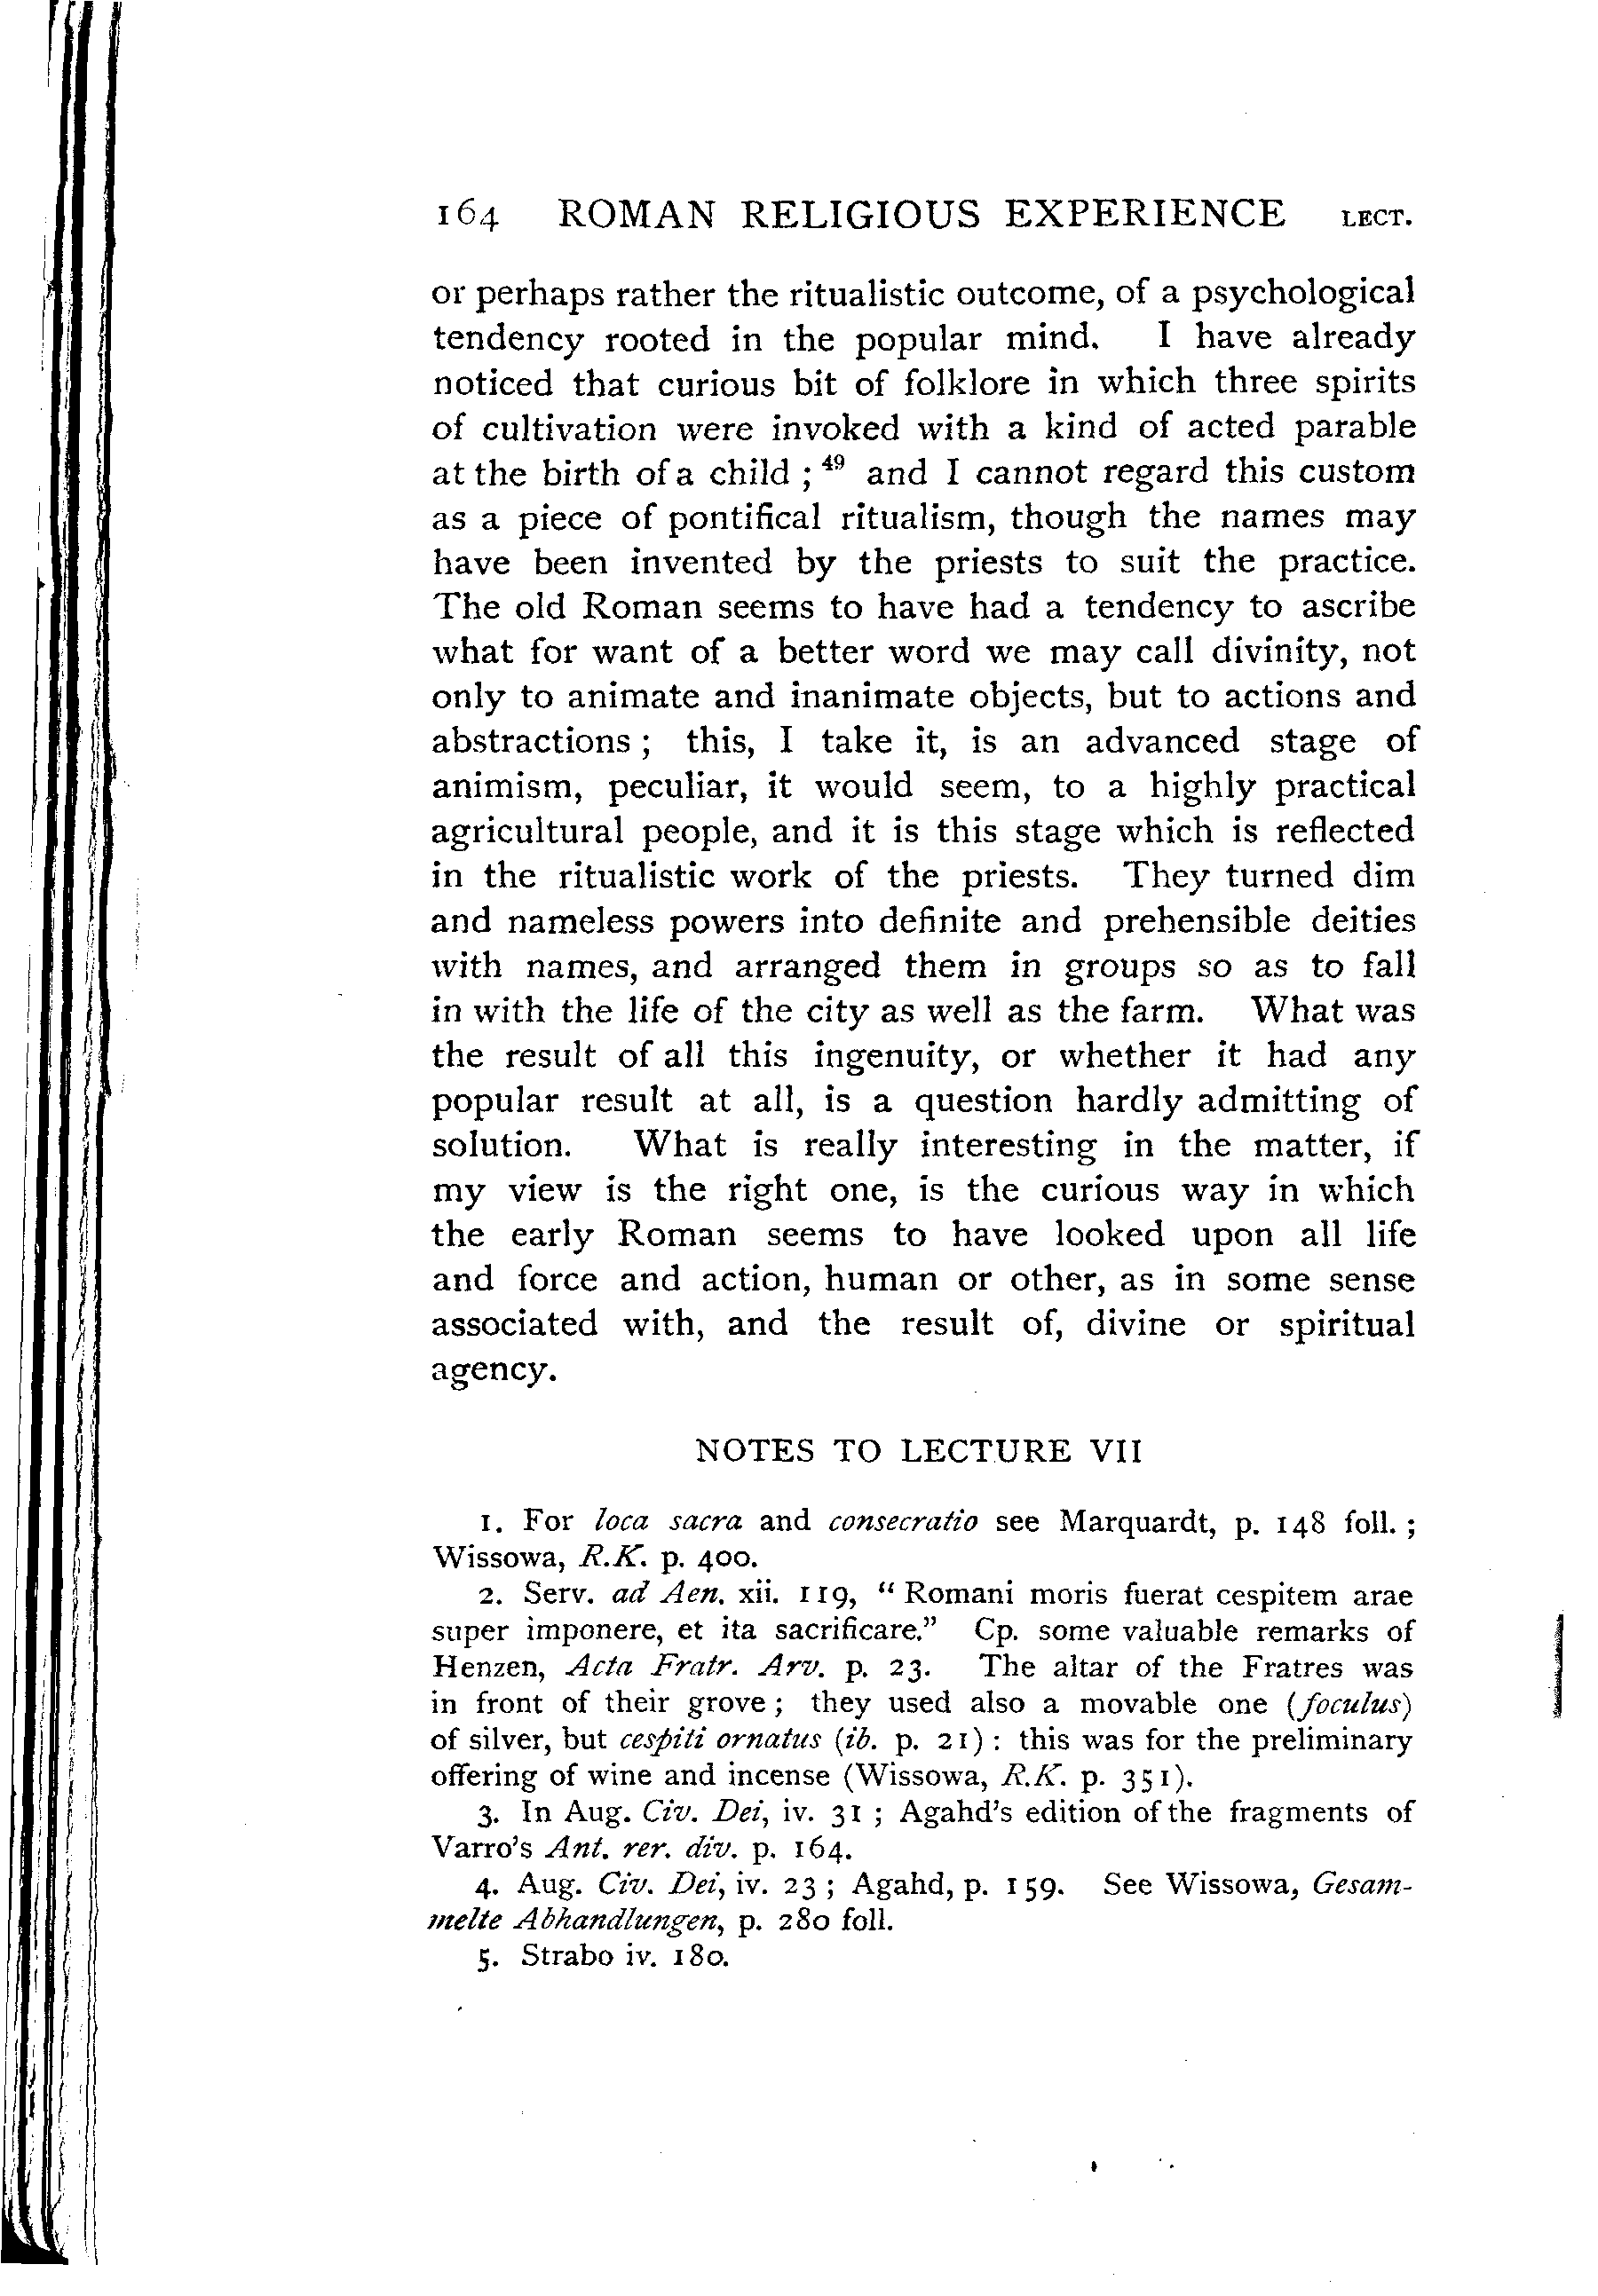 164 ROMAN RELIGIOUS EXPERIENCE LECT.
or perhaps rather the ritualistic outcome, of a psychological
tendency rooted in the popular mind. I have already
noticed that curious bit of folklore in which three spirits
of cultivation were invoked with a kind of acted parable
at the birth of a child ; 49 and I cannot regard this custom
as a piece of pontifical ritualism, though the names may
have been invented by the priests to suit the practice.
The old Roman seems to have had a tendency to ascribe
what for want of a better word we may call divinity, not
only to animate and inanimate objects, but to actions and
abstractions ; this, I take it, is an advanced stage of
animism, peculiar, it would seem, to a highly practical
agricultural people, and it is this stage which is reflected
in the ritualistic work of the priests. They turned dim
and nameless powers into definite and prehensible deities
with names, and arranged them in groups so as to fall
in with the life of the city as well as the farm. What was
the result of all this ingenuity, or whether it had any
popular result at all, is a question hardly admitting of
solution. What is really interesting in the matter, if
my view is the right one, is the curious way in which
the early Roman seems to have looked upon all life
and force and action, human or other, as in some sense
associated with, and the result of, divine or spiritual
agency.
NOTES TO LECTURE VII
1. For loca sacra and consecratio see Marquardt, p. 148 foll. ;
Wissowa, R.K. p. 400.
2. Serv. ad Aen. xii. 119, “ Romani moris fuerat cespitem arae
super imponere, et ita sacrificare.” Cp. some valuable remarks of
Henzen, Acta Fratr. Arv. p. 23. The altar of the Fratres was
in front of their grove ; they used also a movable one (foculus)
of silver, but cespiti ornatus (ib. p. 21) : this was for the preliminary
offering of wine and incense (Wissowa, R.K. p. 351).
3. In Aug. Civ. Dei, iv. 31 ; Agahd’s edition of the fragments of
Varro’s Ant. rer. div. p. 164.
4. Aug. Civ. Dei, iv. 23 ; Agahd, p. 159. See Wissowa, Gesam-
melte Abhandlungen, p. 280 foll.
5. Strabo iv. 180.